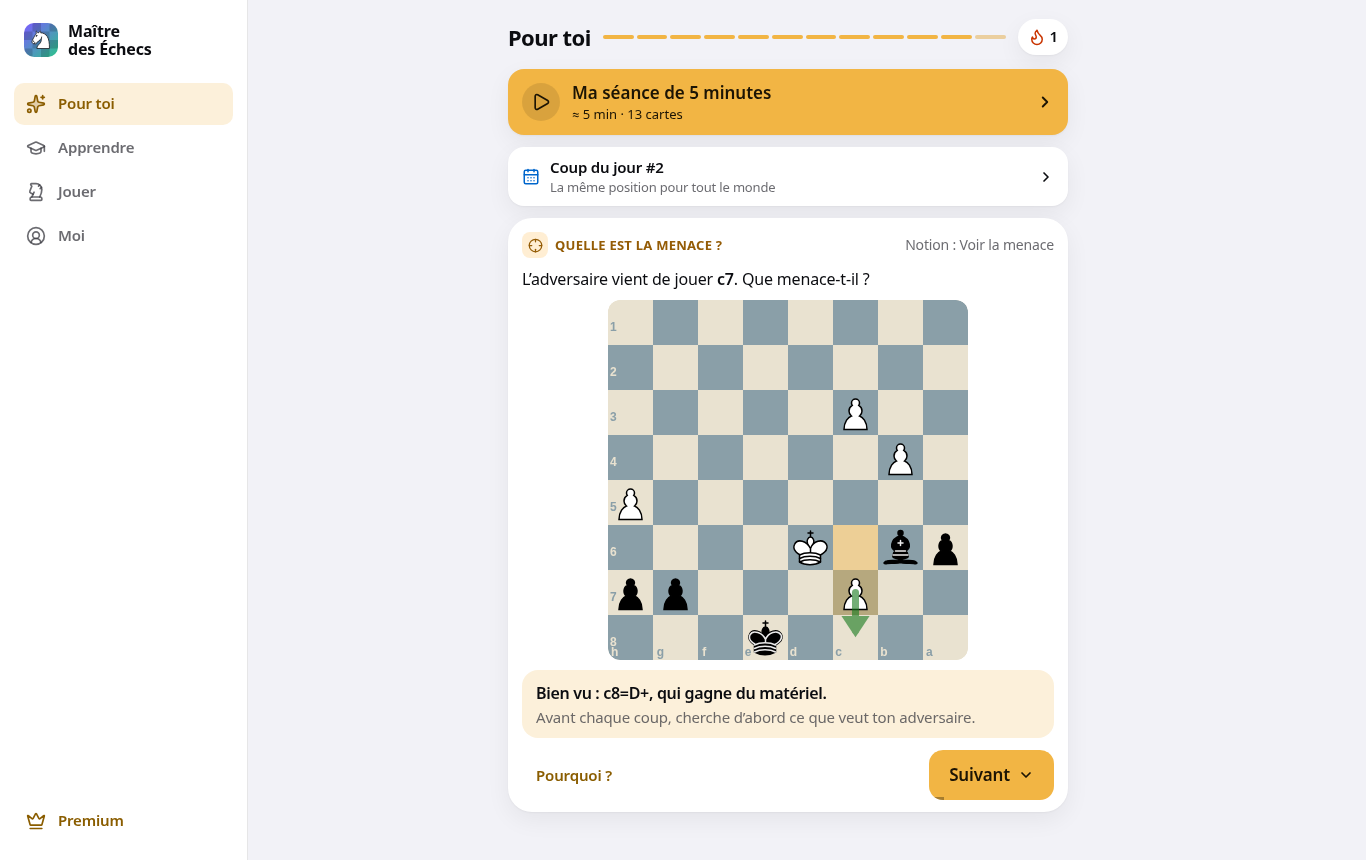 Maître
des Échecs
Pour toi
Apprendre
Jouer
Moi
Premium
Pour toi
1
Ma séance de 5 minutes
≈ 5 min · 13 cartes
Coup du jour #2
La même position pour tout le monde
QUELLE EST LA MENACE ?
Notion : Voir la menace
L’adversaire vient de jouer c7. Que menace-t-il ?
1
2
3
4
5
6
7
8
h g f e d c b a
Bien vu : c8=D+, qui gagne du matériel.
Avant chaque coup, cherche d’abord ce que veut ton adversaire.
Pourquoi ?
Suivant